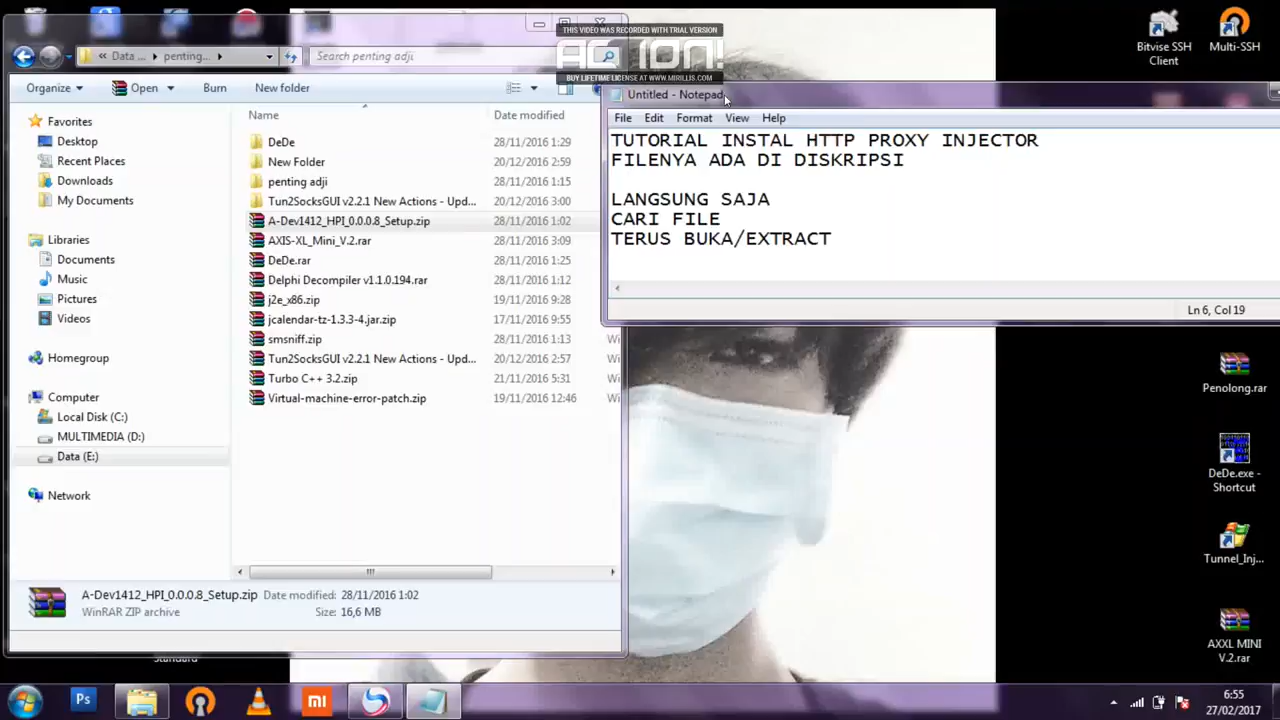 THIS VIDEO WAS RECORDED WITH TRIAL VERSION
ACTION!
BUY LIFETIME LICENSE AT WWW.MIRILLIS.COM
Bitvise SSH
Client
Multi-SSH
Data ...
penting...
Search penting adji
Organize
Open
Burn
New folder
Untitled - Notepad
File Edit Format View Help
TUTORIAL INSTAL HTTP PROXY INJECTOR
FILENYA ADA DI DISKRIPSI
LANGSUNG SAJA
CARI FILE
TERUS BUKA/EXTRACT
Ln 6, Col 19
Favorites
Desktop
Recent Places
Downloads
My Documents
Libraries
Documents
Music
Pictures
Videos
Homegroup
Computer
Local Disk (C:)
MULTIMEDIA (D:)
Data (E:)
Network
Name Date modified
DeDe 28/11/2016 1:29
New Folder 20/12/2016 2:59
penting adji 28/11/2016 1:15
Tun2SocksGUI v2.2.1 New Actions - Upd... 20/12/2016 3:00
A-Dev1412_HPI_0.0.0.8_Setup.zip 28/11/2016 1:02
AXIS-XL_Mini_V.2.rar 28/11/2016 3:09
DeDe.rar 28/11/2016 1:25
Delphi Decompiler v1.1.0.194.rar 28/11/2016 1:12
j2e_x86.zip 19/11/2016 9:28
jcalendar-tz-1.3.3-4.jar.zip 17/11/2016 9:55
smsniff.zip 28/11/2016 1:13 Wi
Tun2SocksGUI v2.2.1 New Actions - Upd... 20/12/2016 2:57 Wi
Turbo C++ 3.2.zip 21/11/2016 5:31 Wi
Virtual-machine-error-patch.zip 19/11/2016 12:46 Wi
A-Dev1412_HPI_0.0.0.8_Setup.zip Date modified: 28/11/2016 1:02
WinRAR ZIP archive Size: 16,6 MB
Standard
Penolong.rar
DeDe.exe -
Shortcut
Tunnel_Inj...
AXXL MINI
V.2.rar
Ps
mi
6:55
27/02/2017